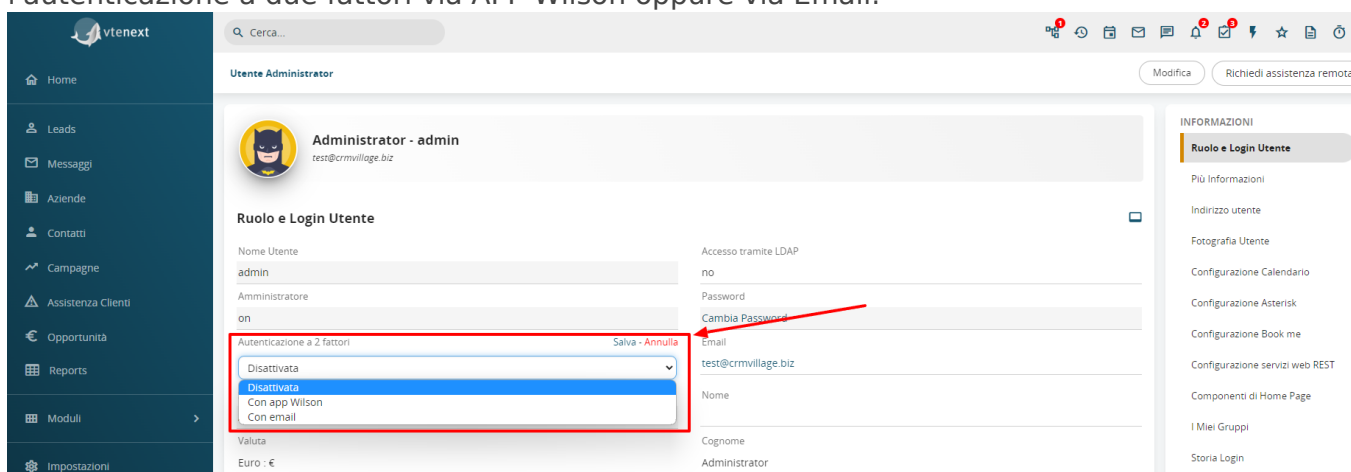 l'autenticazione a due fattori via APP Wilson oppure via Email.
vtenext
Cerca...
1
2
3
Home
Utente Administrator
Modifica
Richiedi assistenza remota
Leads
Messaggi
Aziende
Contatti
Campagne
Assistenza Clienti
Opportunità
Reports
Moduli
Impostazioni
Administrator - admin
test@crmvillage.biz
Ruolo e Login Utente
Nome Utente
admin
Accesso tramite LDAP
no
Amministratore
on
Password
Cambia Password
Autenticazione a 2 fattori
Salva - Annulla
Disattivata
Disattivata
Con app Wilson
Con email
Email
test@crmvillage.biz
Nome
Valuta
Euro : €
Cognome
Administrator
INFORMAZIONI
Ruolo e Login Utente
Più Informazioni
Indirizzo utente
Fotografia Utente
Configurazione Calendario
Configurazione Asterisk
Configurazione Book me
Configurazione servizi web REST
Componenti di Home Page
I Miei Gruppi
Storia Login